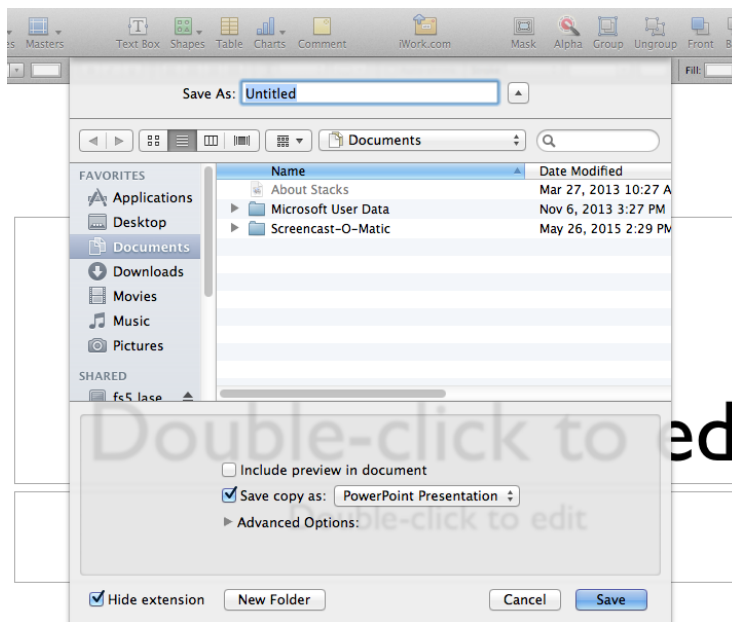 Masters Text Box Shapes Table Charts Comment iWork.com Mask Alpha Group Ungroup Front
Fill:
Save As: Untitled
Documents
FAVORITES
Applications
Desktop
Documents
Downloads
Movies
Music
Pictures
SHARED
fs5.lase
Name Date Modified
About Stacks Mar 27, 2013 10:27 A
Microsoft User Data Nov 6, 2013 3:27 PM
Screencast-O-Matic May 26, 2015 2:29 PM
Double-click to ed
Include preview in document
Save copy as: PowerPoint Presentation
Double-click to edit
Advanced Options:
Hide extension New Folder Cancel Save